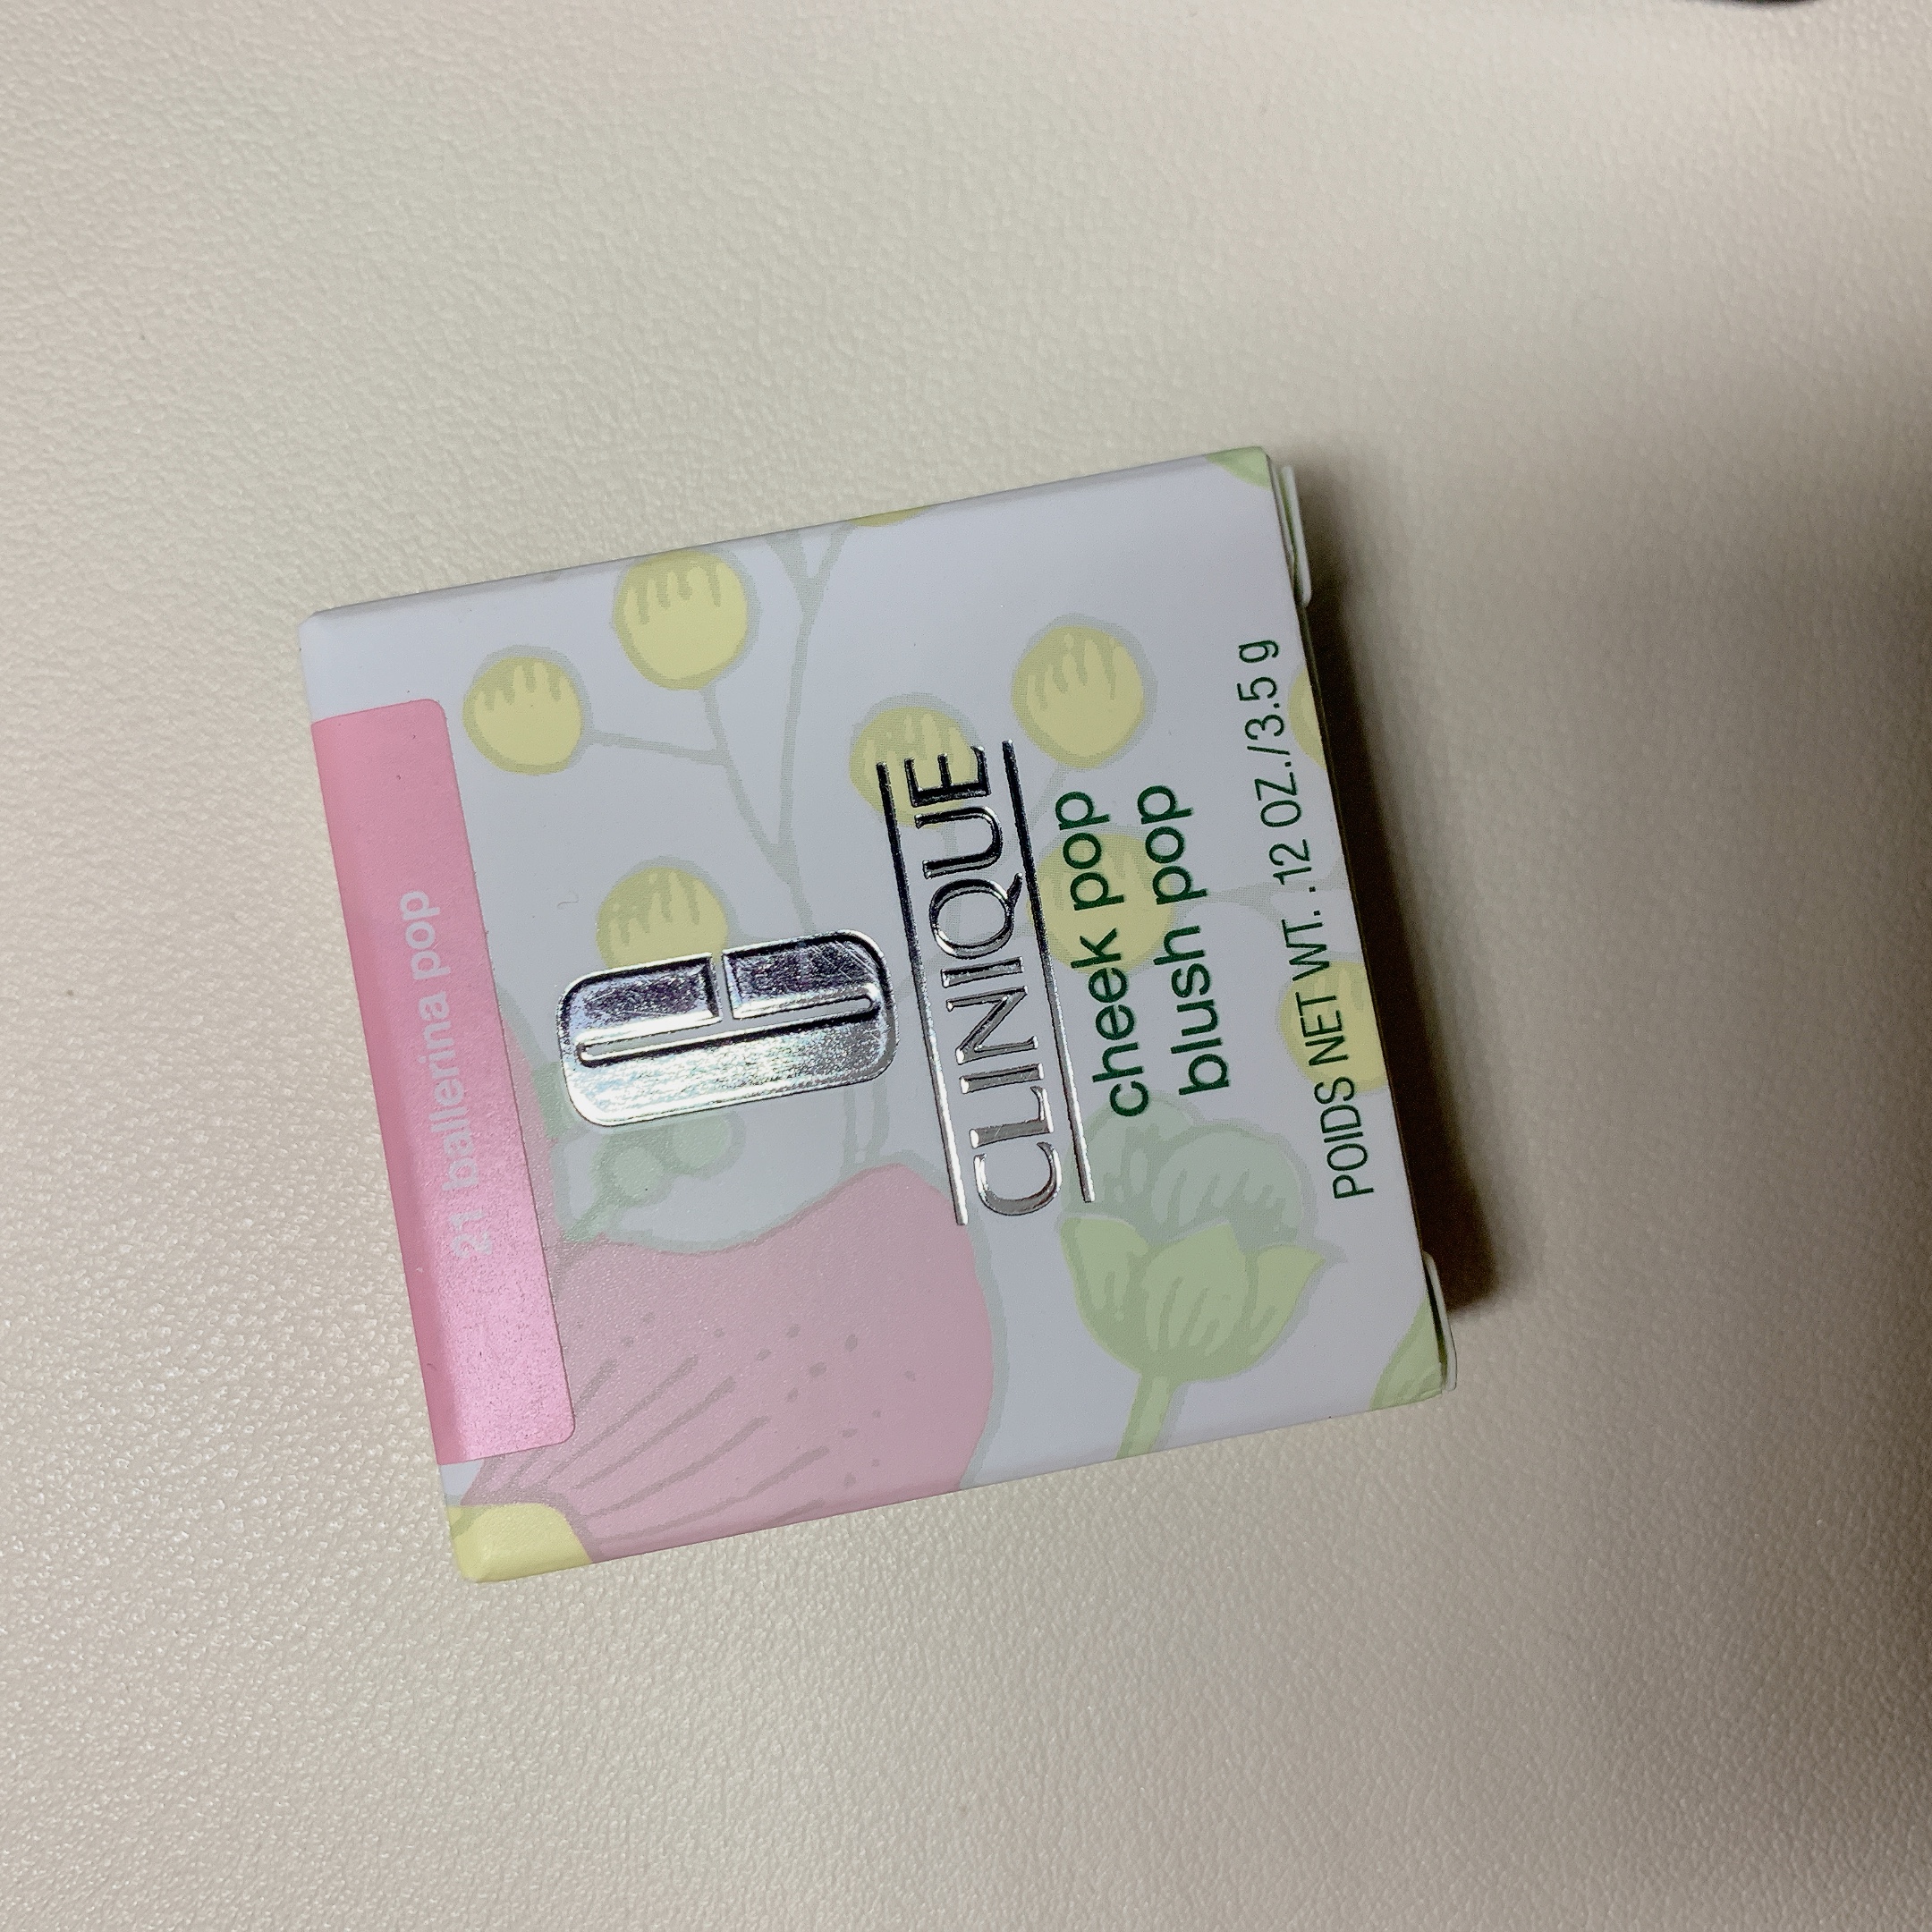 21 ballerina pop
CLINIQUE
cheek pop
blush pop
POIDS NET WT. .12 OZ./3.5 g